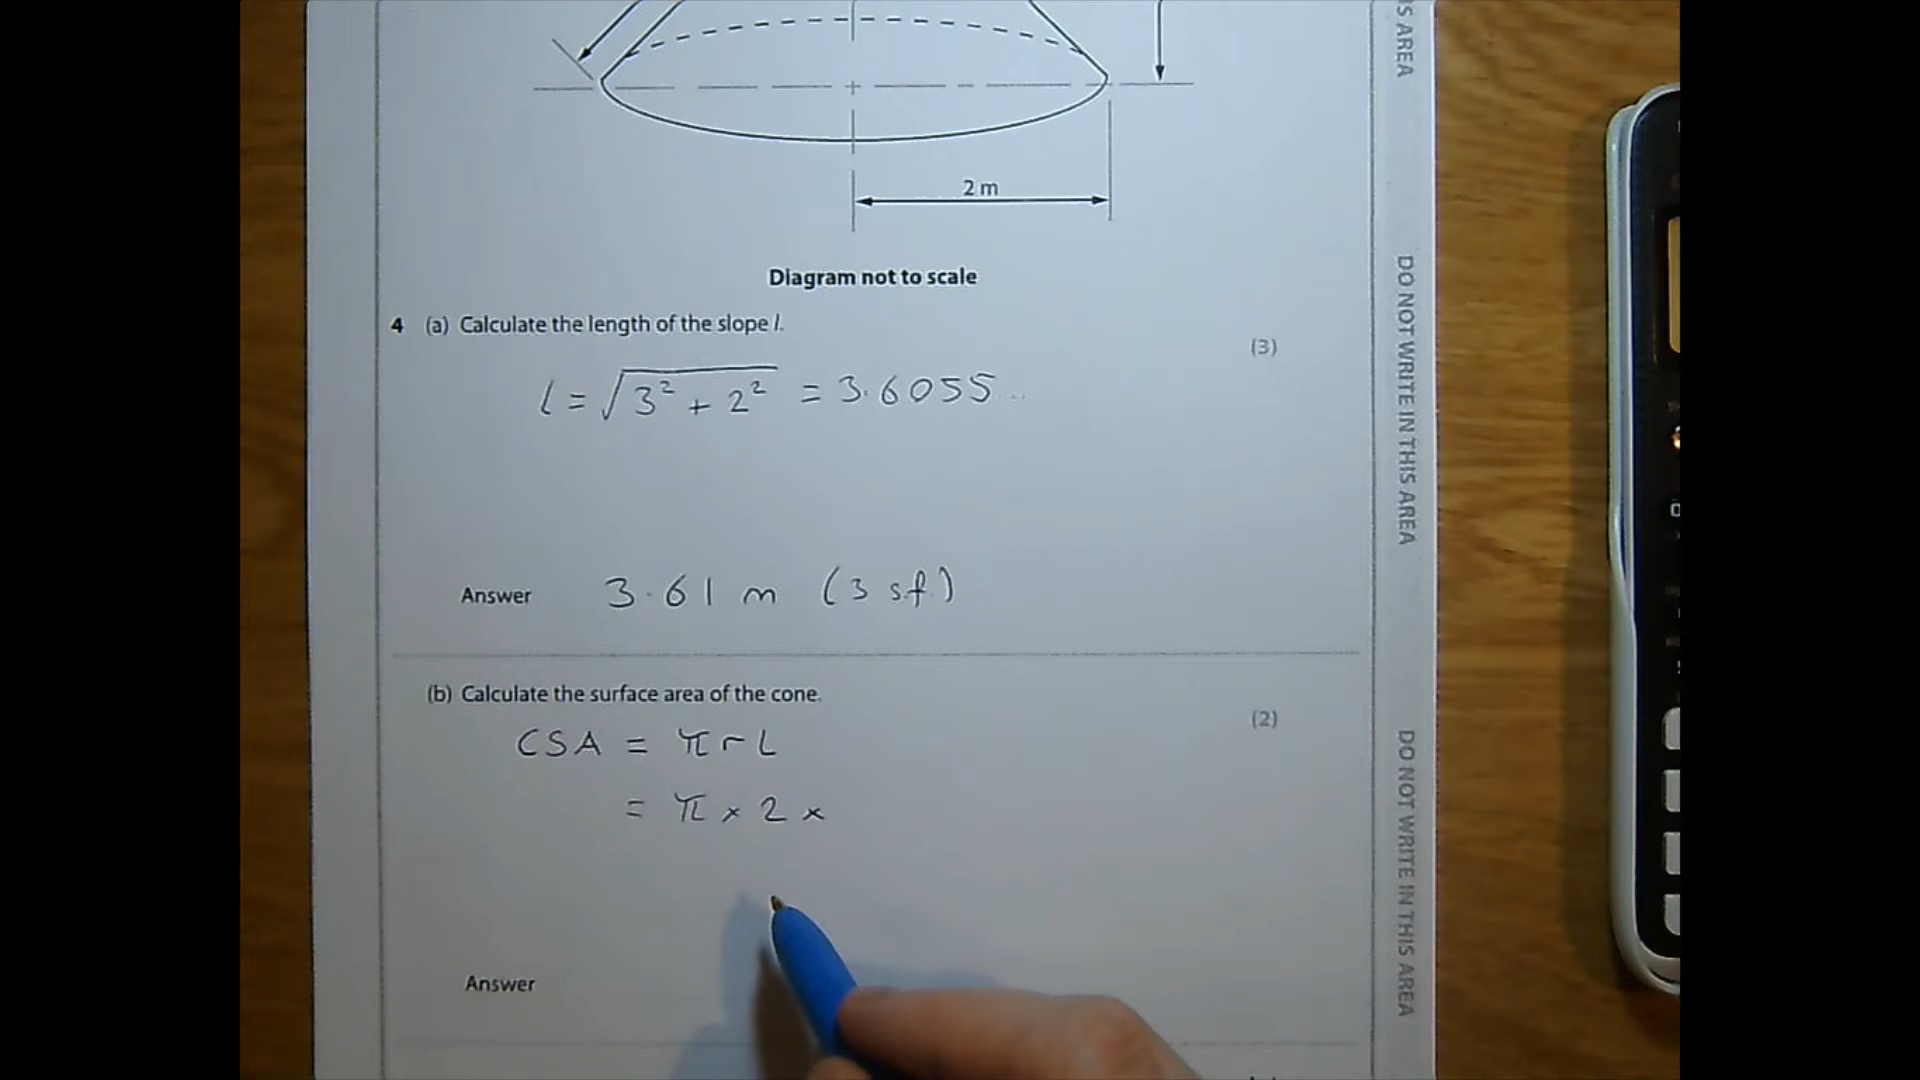 S AREA
2 m
Diagram not to scale
4 (a) Calculate the length of the slope l.
(3)
l = √3² + 2² = 3.6055...
Answer 3.61 m (3 s.f.)
(b) Calculate the surface area of the cone.
(2)
CSA = π r L
= π × 2 ×
Answer
DO NOT WRITE IN THIS AREA
DO NOT WRITE IN THIS AREA